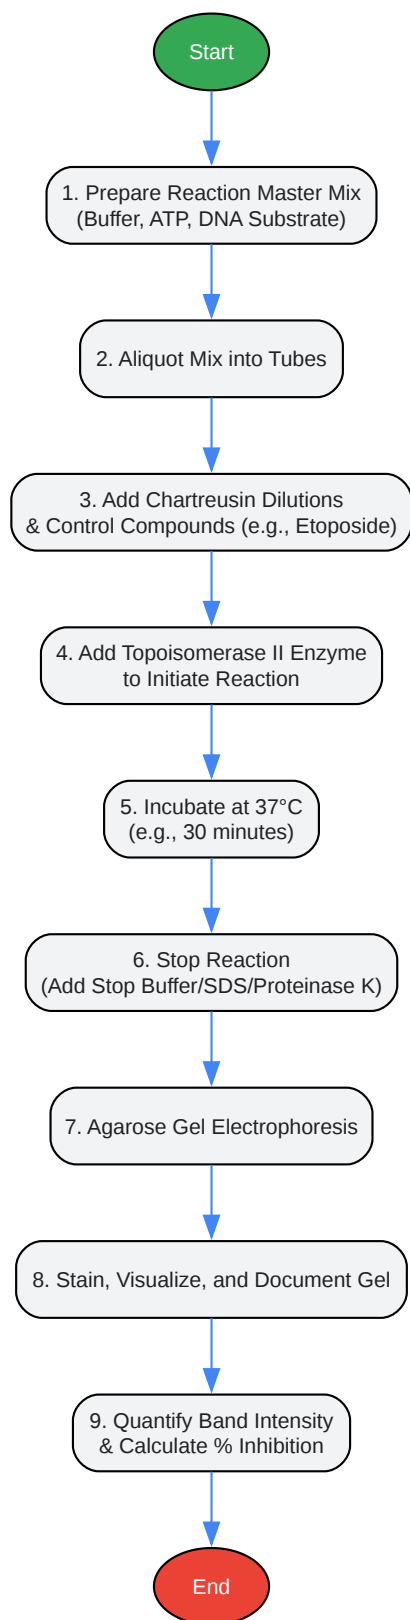 Start
1. Prepare Reaction Master Mix
(Buffer, ATP, DNA Substrate)
2. Aliquot Mix into Tubes
3. Add Chartreusin Dilutions
& Control Compounds (e.g., Etoposide)
4. Add Topoisomerase II Enzyme
to Initiate Reaction
5. Incubate at 37°C
(e.g., 30 minutes)
6. Stop Reaction
(Add Stop Buffer/SDS/Proteinase K)
7. Agarose Gel Electrophoresis
8. Stain, Visualize, and Document Gel
9. Quantify Band Intensity
& Calculate % Inhibition
End